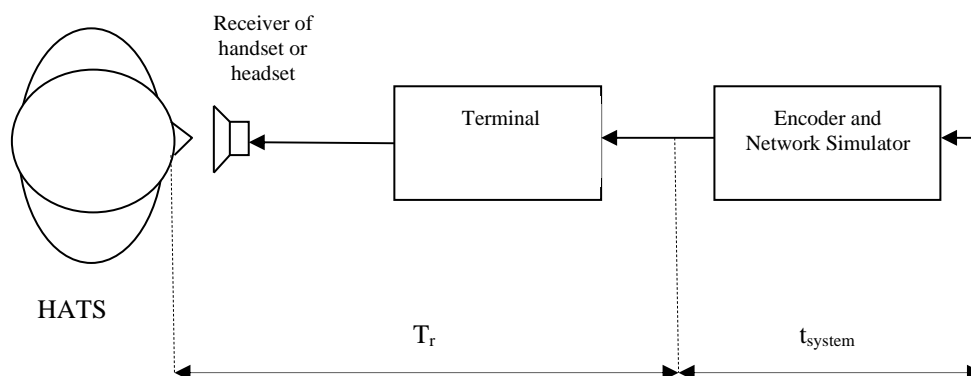 Receiver of
handset or
headset
Terminal
Encoder and
Network Simulator
HATS
Tr
tsystem